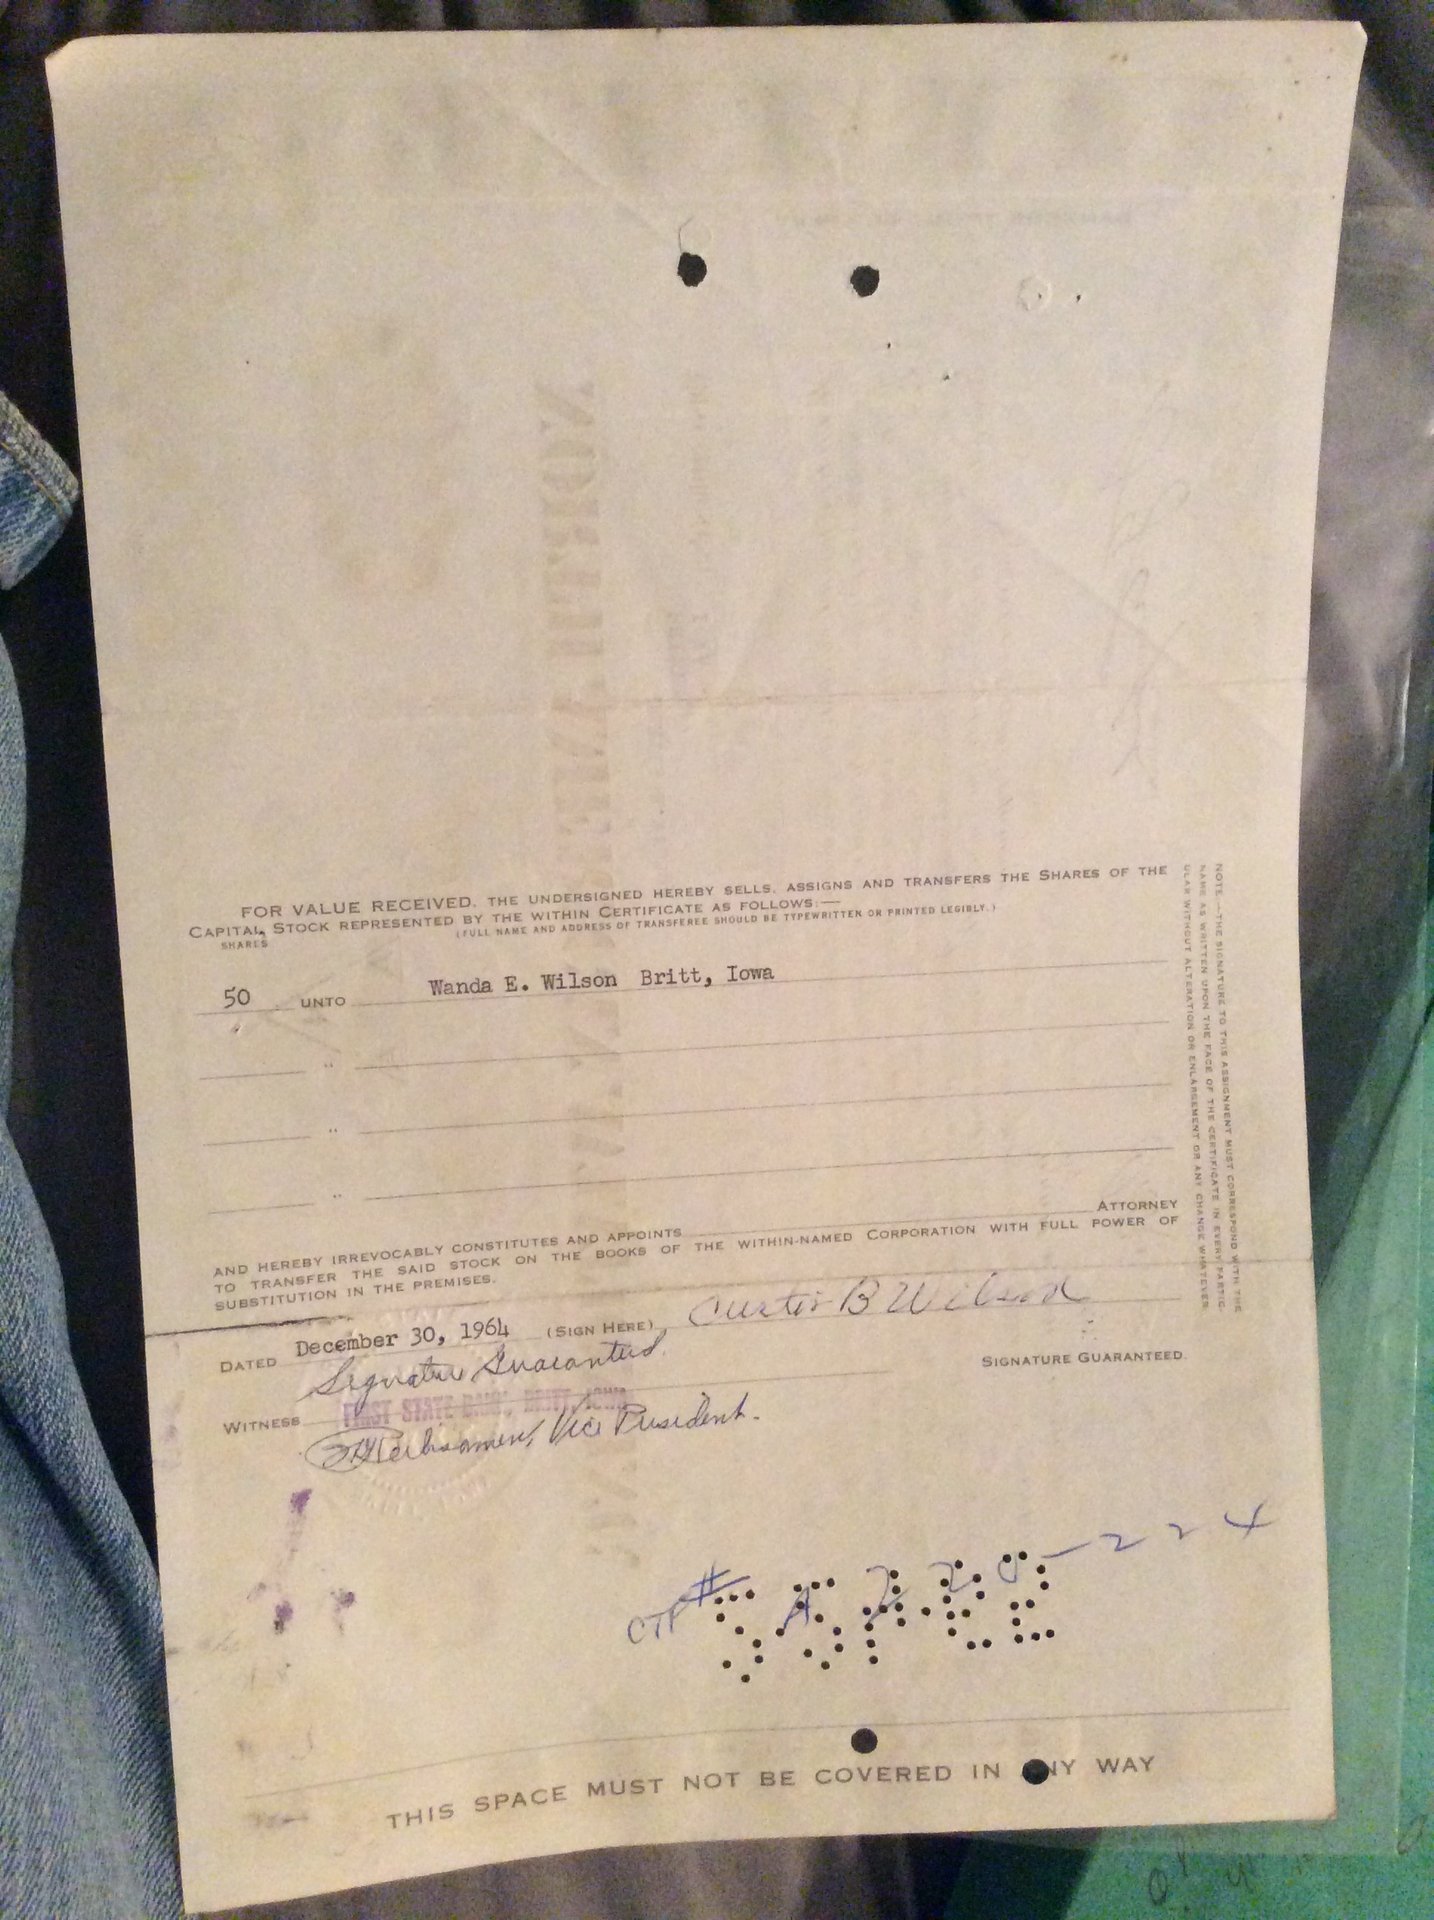 FOR VALUE RECEIVED, THE UNDERSIGNED HEREBY SELLS, ASSIGNS AND TRANSFERS THE SHARES OF THE
CAPITAL STOCK REPRESENTED BY THE WITHIN CERTIFICATE AS FOLLOWS:—
SHARES (FULL NAME AND ADDRESS OF TRANSFEREE SHOULD BE TYPEWRITTEN OR PRINTED LEGIBLY.)
50 UNTO Wanda E. Wilson Britt, Iowa
"
"
"
ATTORNEY
AND HEREBY IRREVOCABLY CONSTITUTES AND APPOINTS
TO TRANSFER THE SAID STOCK ON THE BOOKS OF THE WITHIN-NAMED CORPORATION WITH FULL POWER OF
SUBSTITUTION IN THE PREMISES.
DATED December 30, 1964 (SIGN HERE) Curtis B Wilson
Signature Guaranteed. SIGNATURE GUARANTEED.
WITNESS FIRST STATE BANK, BRITT, IOWA
Vice President.
NOTE—THE SIGNATURE TO THIS ASSIGNMENT MUST CORRESPOND WITH THE
NAME AS WRITTEN UPON THE FACE OF THE CERTIFICATE IN EVERY PARTIC-
ULAR WITHOUT ALTERATION OR ENLARGEMENT OR ANY CHANGE WHATEVER
CTF # -224
THIS SPACE MUST NOT BE COVERED IN ANY WAY